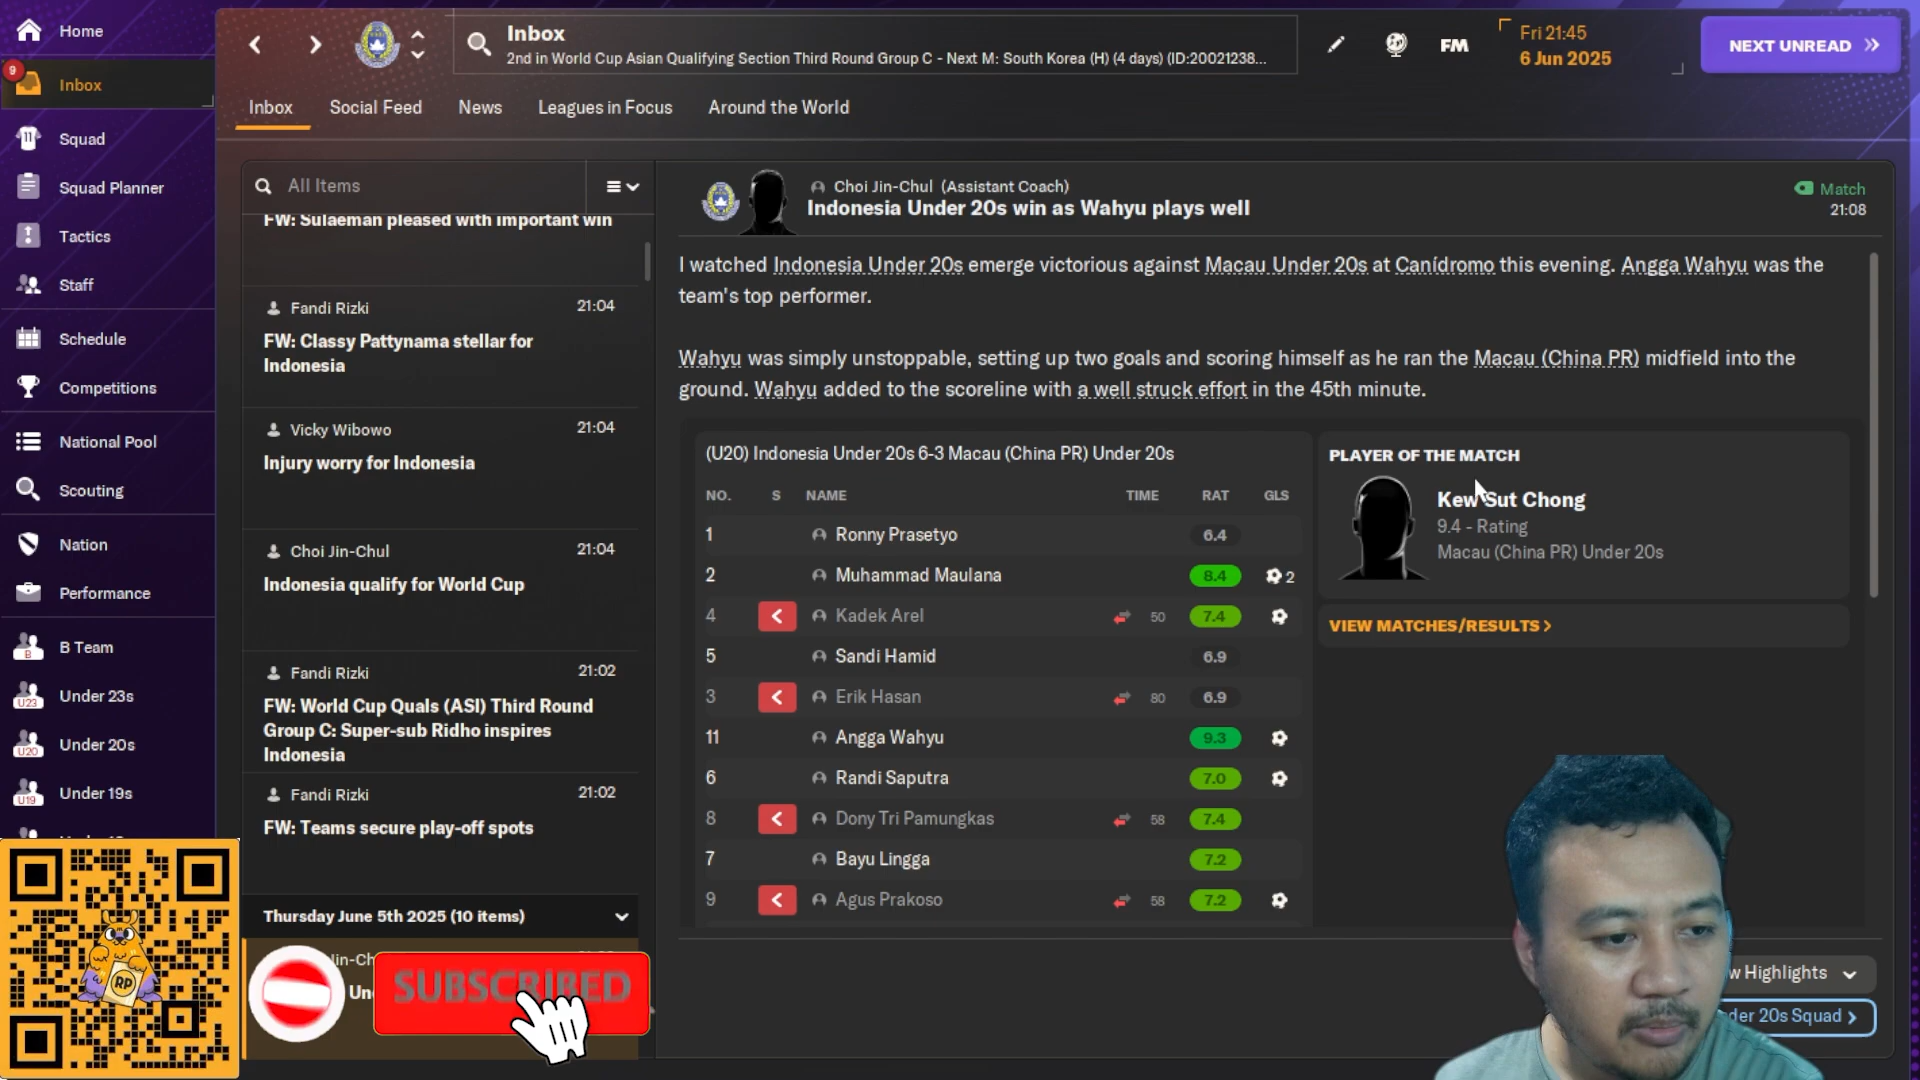 Home
9
Inbox
Squad
Squad Planner
Tactics
Staff
Schedule
Competitions
National Pool
Scouting
Nation
Performance
B Team
Under 23s
Under 20s
Under 19s
Inbox
2nd in World Cup Asian Qualifying Section Third Round Group C - Next M: South Korea (H) (4 days) (ID:20021238...
FM
Fri 21:45
6 Jun 2025
NEXT UNREAD
Inbox
Social Feed
News
Leagues in Focus
Around the World
All Items
FW: Sulaeman pleased with important win
Fandi Rizki 21:04
FW: Classy Pattynama stellar for
Indonesia
Vicky Wibowo 21:04
Injury worry for Indonesia
Choi Jin-Chul 21:04
Indonesia qualify for World Cup
Fandi Rizki 21:02
FW: World Cup Quals (ASI) Third Round
Group C: Super-sub Ridho inspires
Indonesia
Fandi Rizki 21:02
FW: Teams secure play-off spots
Thursday June 5th 2025 (10 items)
SUBSCRIBED
RP
Choi Jin-Chul (Assistant Coach)
Indonesia Under 20s win as Wahyu plays well
Match
21:08
I watched Indonesia Under 20s emerge victorious against Macau Under 20s at Canídromo this evening. Angga Wahyu was the
team's top performer.
Wahyu was simply unstoppable, setting up two goals and scoring himself as he ran the Macau (China PR) midfield into the
ground. Wahyu added to the scoreline with a well struck effort in the 45th minute.
(U20) Indonesia Under 20s 6-3 Macau (China PR) Under 20s
NO. S NAME TIME RAT GLS
1 Ronny Prasetyo 6.4
2 Muhammad Maulana 8.4 2
4 Kadek Arel 50 7.4
5 Sandi Hamid 6.9
3 Erik Hasan 80 6.9
11 Angga Wahyu 9.3
6 Randi Saputra 7.0
8 Dony Tri Pamungkas 58 7.4
7 Bayu Lingga 7.2
9 Agus Prakoso 58 7.2
PLAYER OF THE MATCH
Kew Sut Chong
9.4 - Rating
Macau (China PR) Under 20s
VIEW MATCHES/RESULTS >
Highlights
20s Squad >